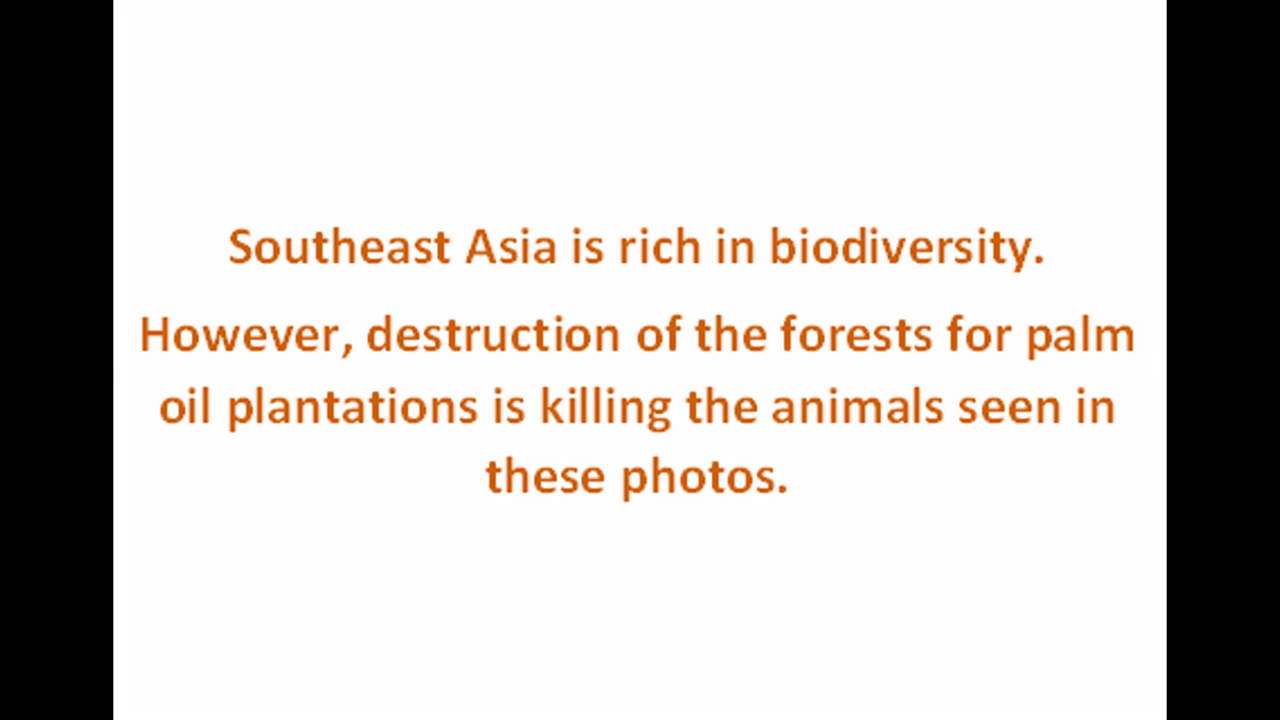 Southeast Asia is rich in biodiversity.
However, destruction of the forests for palm
oil plantations is killing the animals seen in
these photos.